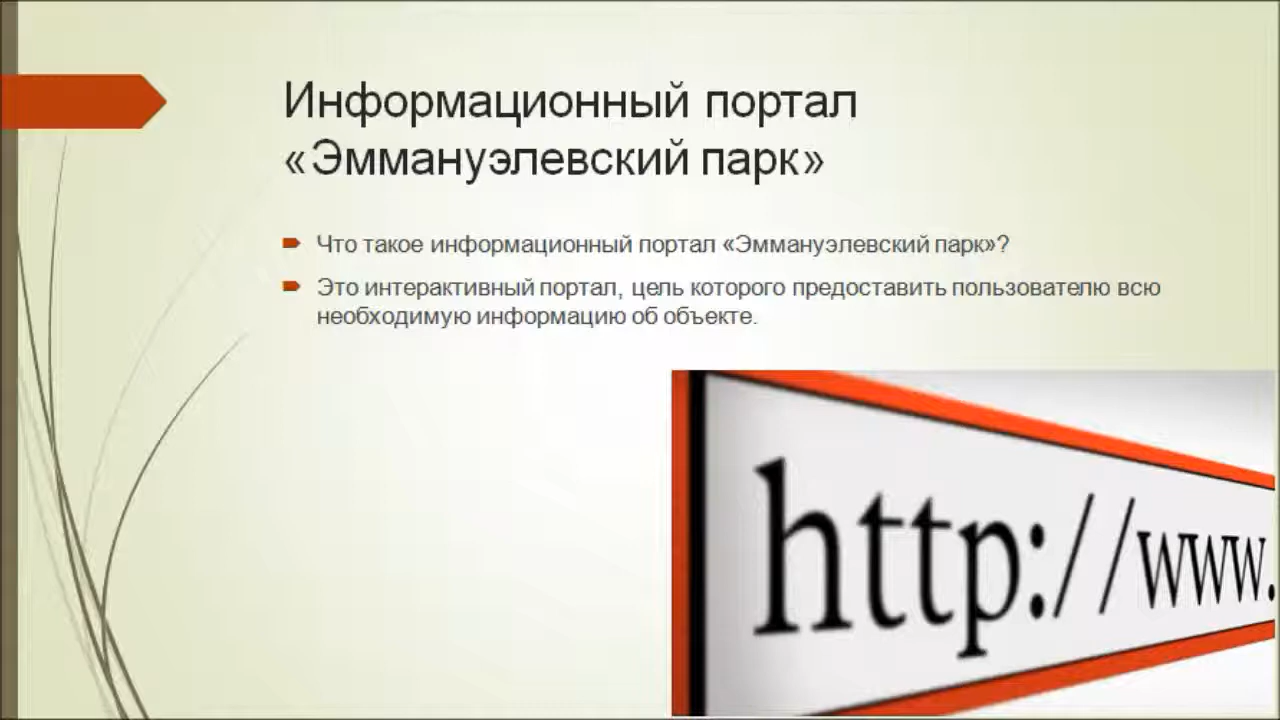 Информационный портал
«Эммануэлевский парк»
Что такое информационный портал «Эммануэлевский парк»?
Это интерактивный портал, цель которого предоставить пользователю всю
необходимую информацию об объекте.
http://www.